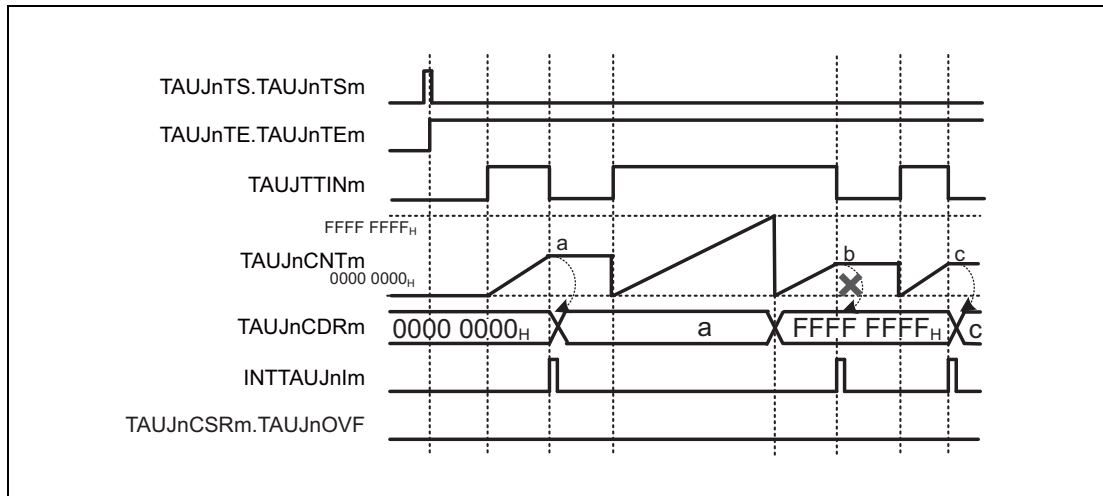 TAUJnTS.TAUJnTSm
TAUJnTE.TAUJnTEm
TAUJTTINm
FFFF FFFFH
a b c
TAUJnCNTm
0000 0000H
TAUJnCDRm 0000 0000H a FFFF FFFFH c
INTTAUJnIm
TAUJnCSRm.TAUJnOVF